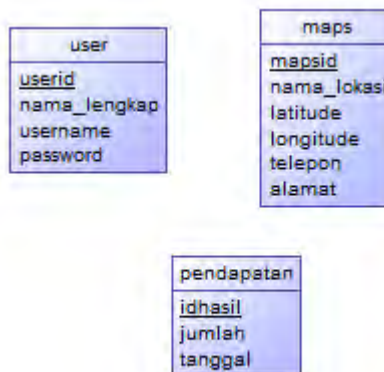 user
userid
nama_lengkap
username
password
maps
mapsid
nama_lokasi
latitude
longitude
telepon
alamat
pendapatan
idhasil
jumlah
tanggal